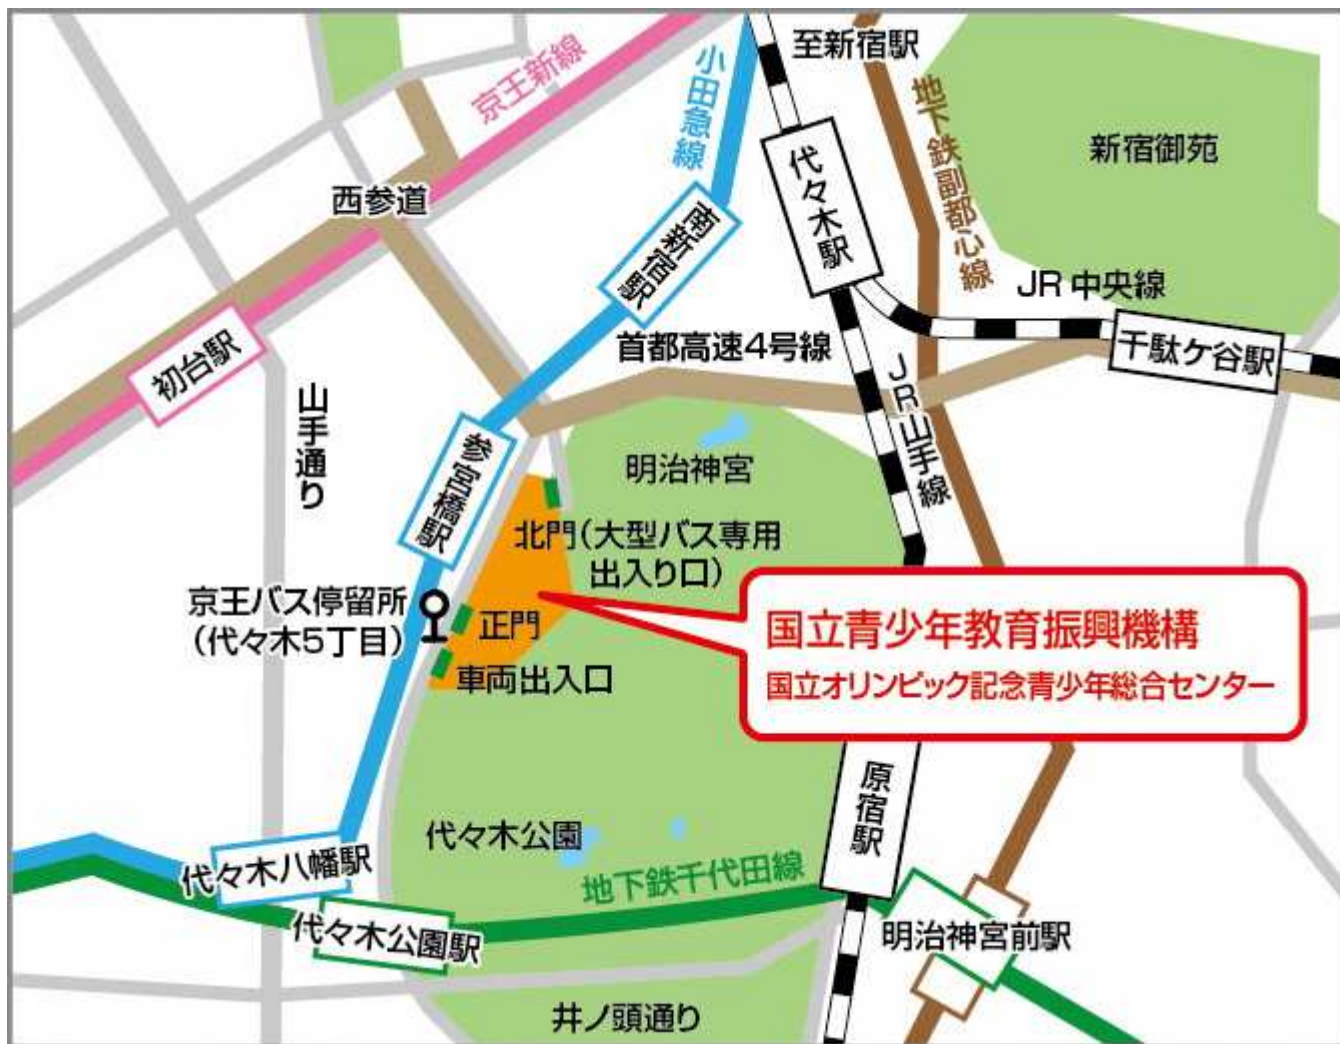 至新宿駅
京王新線
小田急線
地下鉄副都心線
新宿御苑
代々木駅
西参道
南新宿駅
JR中央線
首都高速4号線
千駄ケ谷駅
初台駅
JR山手線
山手通り
参宮橋駅
明治神宮
北門(大型バス専用
出入り口)
京王バス停留所
(代々木5丁目)
正門
車両出入口
国立青少年教育振興機構
国立オリンピック記念青少年総合センター
原宿駅
代々木公園
代々木八幡駅
地下鉄千代田線
代々木公園駅
明治神宮前駅
井ノ頭通り